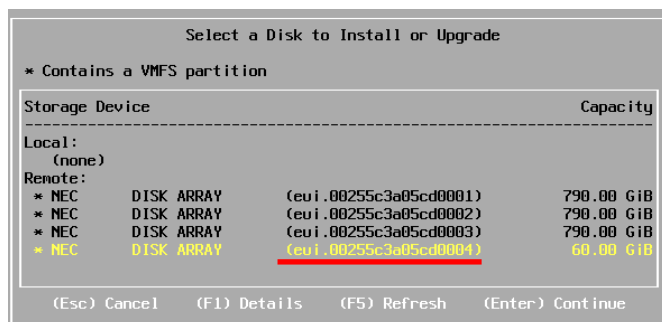 Select a Disk to Install or Upgrade
* Contains a VMFS partition
Storage Device Capacity
Local:
(none)
Remote:
* NEC DISK ARRAY (eui.00255c3a05cd0001) 790.00 GiB
* NEC DISK ARRAY (eui.00255c3a05cd0002) 790.00 GiB
* NEC DISK ARRAY (eui.00255c3a05cd0003) 790.00 GiB
* NEC DISK ARRAY (eui.00255c3a05cd0004) 60.00 GiB
(Esc) Cancel (F1) Details (F5) Refresh (Enter) Continue